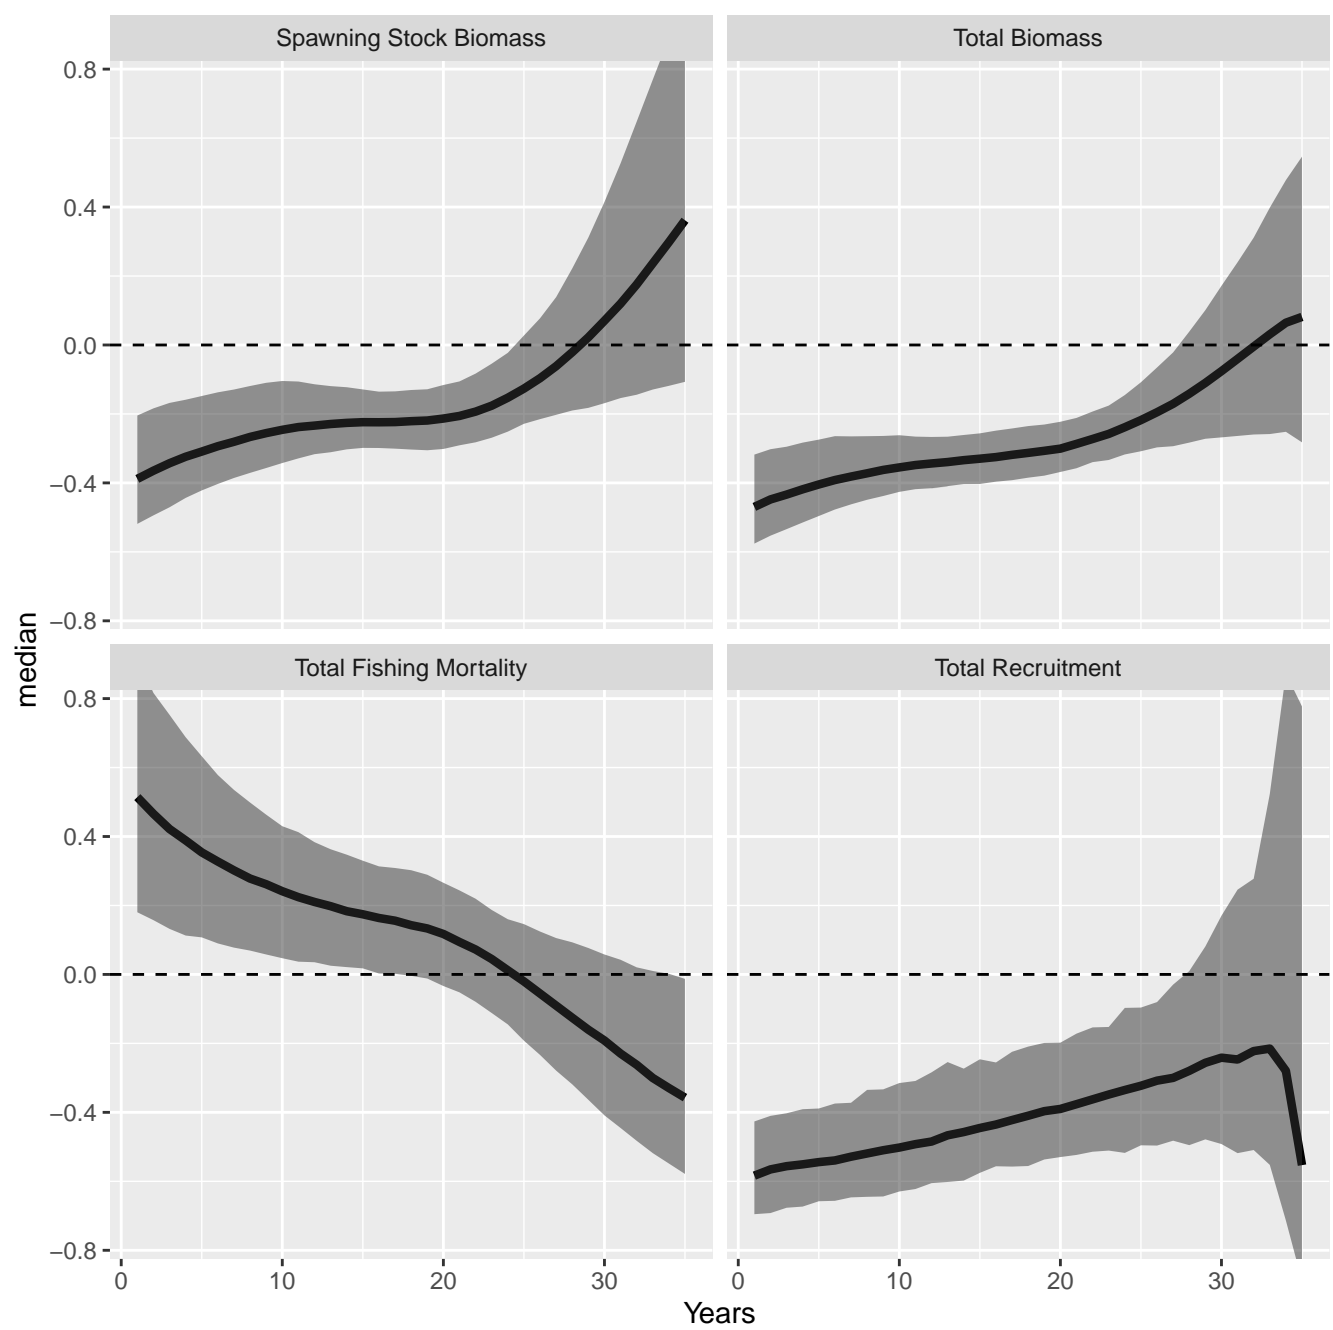 Spawning Stock Biomass
Total Biomass
0.8
0.4
0.0
−0.4
−0.8
Total Fishing Mortality
Total Recruitment
0.8
0.4
0.0
−0.4
−0.8
0 10 20 30
0 10 20 30
Years
median